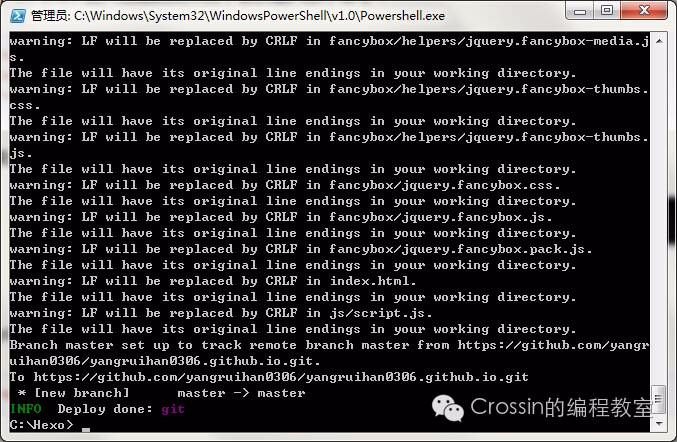 管理员: C:\Windows\System32\WindowsPowerShell\v1.0\Powershell.exe
warning: LF will be replaced by CRLF in fancybox/helpers/jquery.fancybox-media.j
s.
The file will have its original line endings in your working directory.
warning: LF will be replaced by CRLF in fancybox/helpers/jquery.fancybox-thumbs.
css.
The file will have its original line endings in your working directory.
warning: LF will be replaced by CRLF in fancybox/helpers/jquery.fancybox-thumbs.
js.
The file will have its original line endings in your working directory.
warning: LF will be replaced by CRLF in fancybox/jquery.fancybox.css.
The file will have its original line endings in your working directory.
warning: LF will be replaced by CRLF in fancybox/jquery.fancybox.js.
The file will have its original line endings in your working directory.
warning: LF will be replaced by CRLF in fancybox/jquery.fancybox.pack.js.
The file will have its original line endings in your working directory.
warning: LF will be replaced by CRLF in index.html.
The file will have its original line endings in your working directory.
warning: LF will be replaced by CRLF in js/script.js.
The file will have its original line endings in your working directory.
Branch master set up to track remote branch master from https://github.com/yangr
uihan0306/yangruihan0306.github.io.git.
To https://github.com/yangruihan0306/yangruihan0306.github.io.git
 * [new branch]      master -> master
INFO  Deploy done: git
C:\Hexo> _
Crossin的编程教室